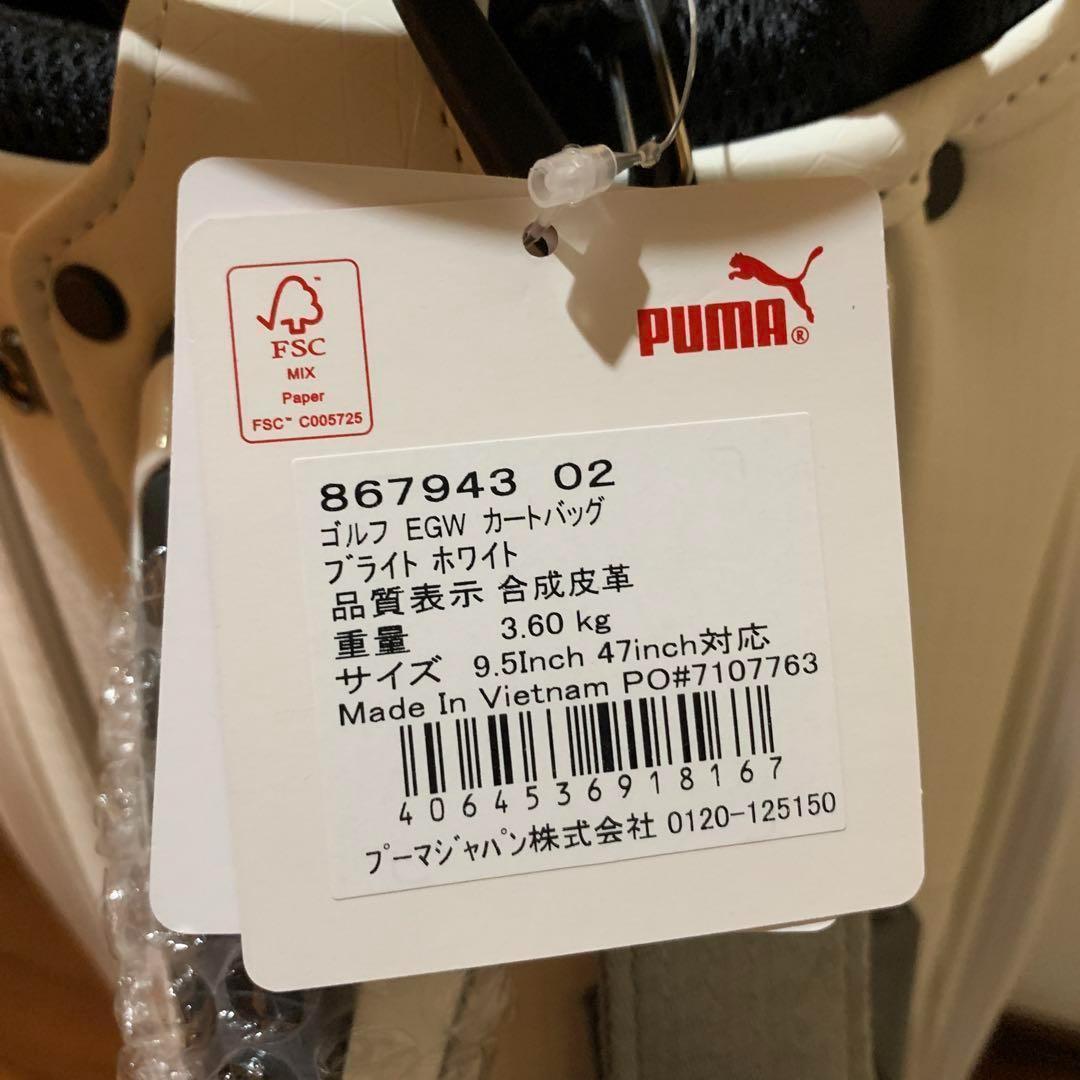 FSC™
MIX
Paper
FSC™ C005725
PUMA®
867943 02
ゴルフ EGW カートバッグ
ブライト ホワイト
品質表示 合成皮革
重量 3.60 kg
サイズ 9.5Inch 47inch対応
Made In Vietnam PO#7107763
4064536918167
プーマジャパン株式会社 0120-125150